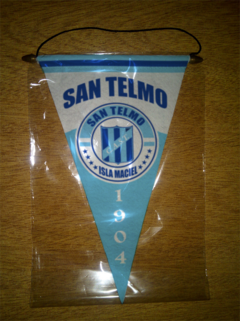 SAN TELMO
SAN TELMO
ISLA MACIEL
1904